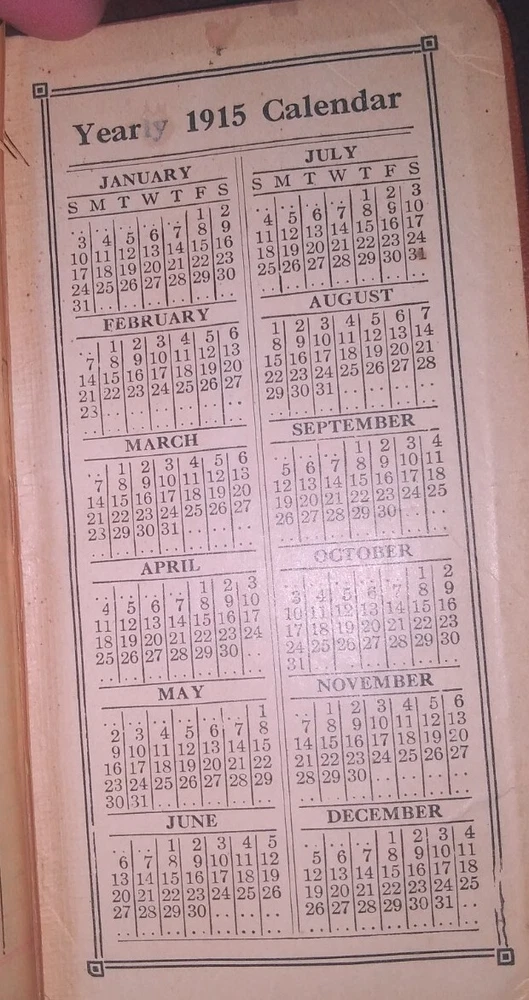 Yearly 1915 Calendar
JANUARY
S M T W T F S
1 2
3 4 5 6 7 8 9
10 11 12 13 14 15 16
17 18 19 20 21 22 23
24 25 26 27 28 29 30
31
FEBRUARY
1 2 3 4 5 6
7 8 9 10 11 12 13
14 15 16 17 18 19 20
21 22 23 24 25 26 27
23
MARCH
1 2 3 4 5 6
7 8 9 10 11 12 13
14 15 16 17 18 19 20
21 22 23 24 25 26 27
23 29 30 31
APRIL
1 2 3
4 5 6 7 8 9 10
11 12 13 14 15 16 17
18 19 20 21 22 23 24
25 26 27 28 29 30
MAY
1
2 3 4 5 6 7 8
9 10 11 12 13 14 15
16 17 18 19 20 21 22
23 24 25 26 27 28 29
30 31
JUNE
1 2 3 4 5
6 7 8 9 10 11 12
13 14 15 16 17 18 19
20 21 22 23 24 25 26
27 28 29 30
JULY
S M T W T F S
1 2 3
4 5 6 7 8 9 10
11 12 13 14 15 16 17
18 19 20 21 22 23 24
25 26 27 28 29 30 31
AUGUST
1 2 3 4 5 6 7
8 9 10 11 12 13 14
15 16 17 18 19 20 21
22 23 24 25 26 27 28
29 30 31
SEPTEMBER
1 2 3 4
5 6 7 8 9 10 11
12 13 14 15 16 17 18
19 20 21 22 23 24 25
26 27 28 29 30
OCTOBER
1 2
3 4 5 6 7 8 9
10 11 12 13 14 15 16
17 18 19 20 21 22 23
24 25 26 27 28 29 30
31
NOVEMBER
1 2 3 4 5 6
7 8 9 10 11 12 13
14 15 16 17 18 19 20
21 22 23 24 25 26 27
28 29 30
DECEMBER
1 2 3 4
5 6 7 8 9 10 11
12 13 14 15 16 17 18
19 20 21 22 23 24 25
26 27 28 29 30 31